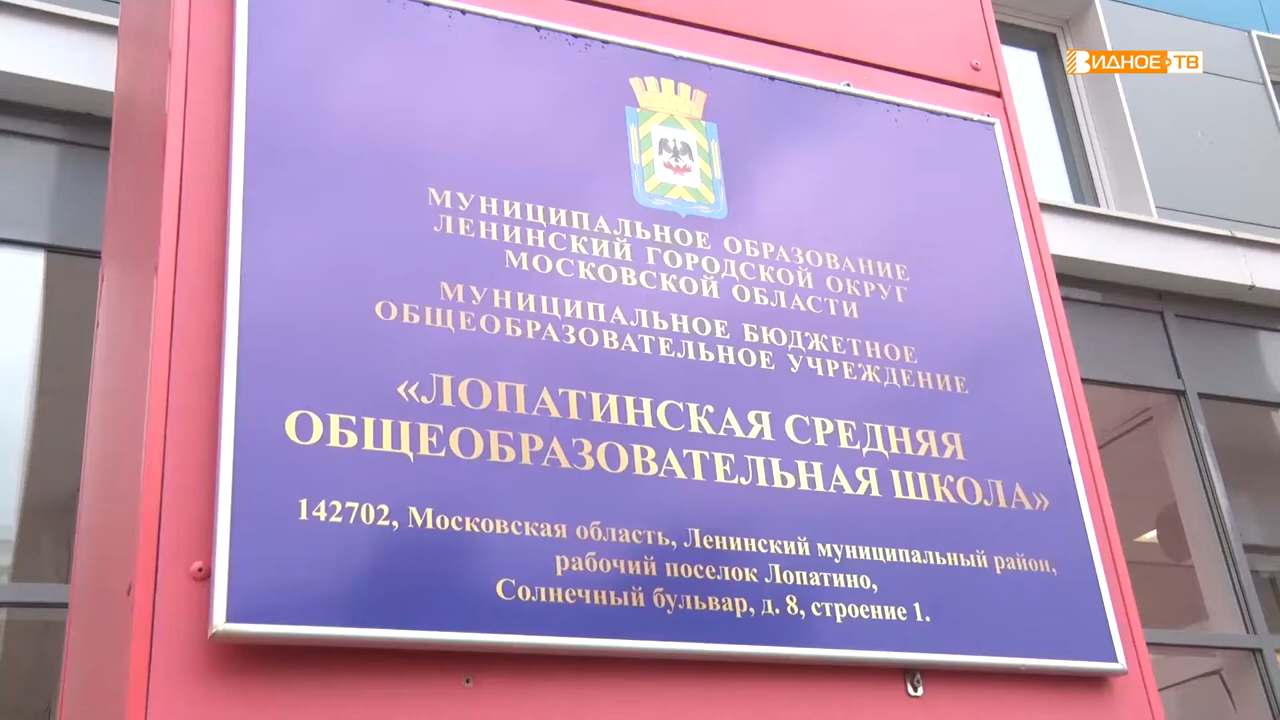 ВИДНОЕ ТВ
МУНИЦИПАЛЬНОЕ ОБРАЗОВАНИЕ
ЛЕНИНСКИЙ ГОРОДСКОЙ ОКРУГ
МОСКОВСКОЙ ОБЛАСТИ
МУНИЦИПАЛЬНОЕ БЮДЖЕТНОЕ
ОБЩЕОБРАЗОВАТЕЛЬНОЕ УЧРЕЖДЕНИЕ
«ЛОПАТИНСКАЯ СРЕДНЯЯ
ОБЩЕОБРАЗОВАТЕЛЬНАЯ ШКОЛА»
142702, Московская область, Ленинский муниципальный район,
рабочий поселок Лопатино,
Солнечный бульвар, д. 8, строение 1.